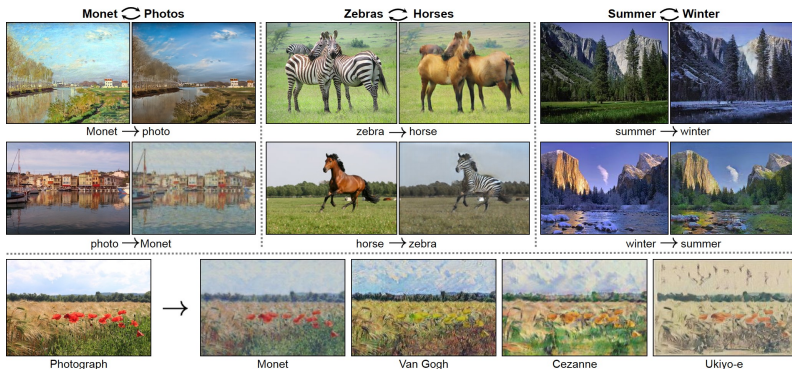 Monet ⟳ Photos
Zebras ⟳ Horses
Summer ⟳ Winter
Monet → photo
zebra → horse
summer → winter
photo → Monet
horse → zebra
winter → summer
Photograph
Monet
Van Gogh
Cezanne
Ukiyo-e